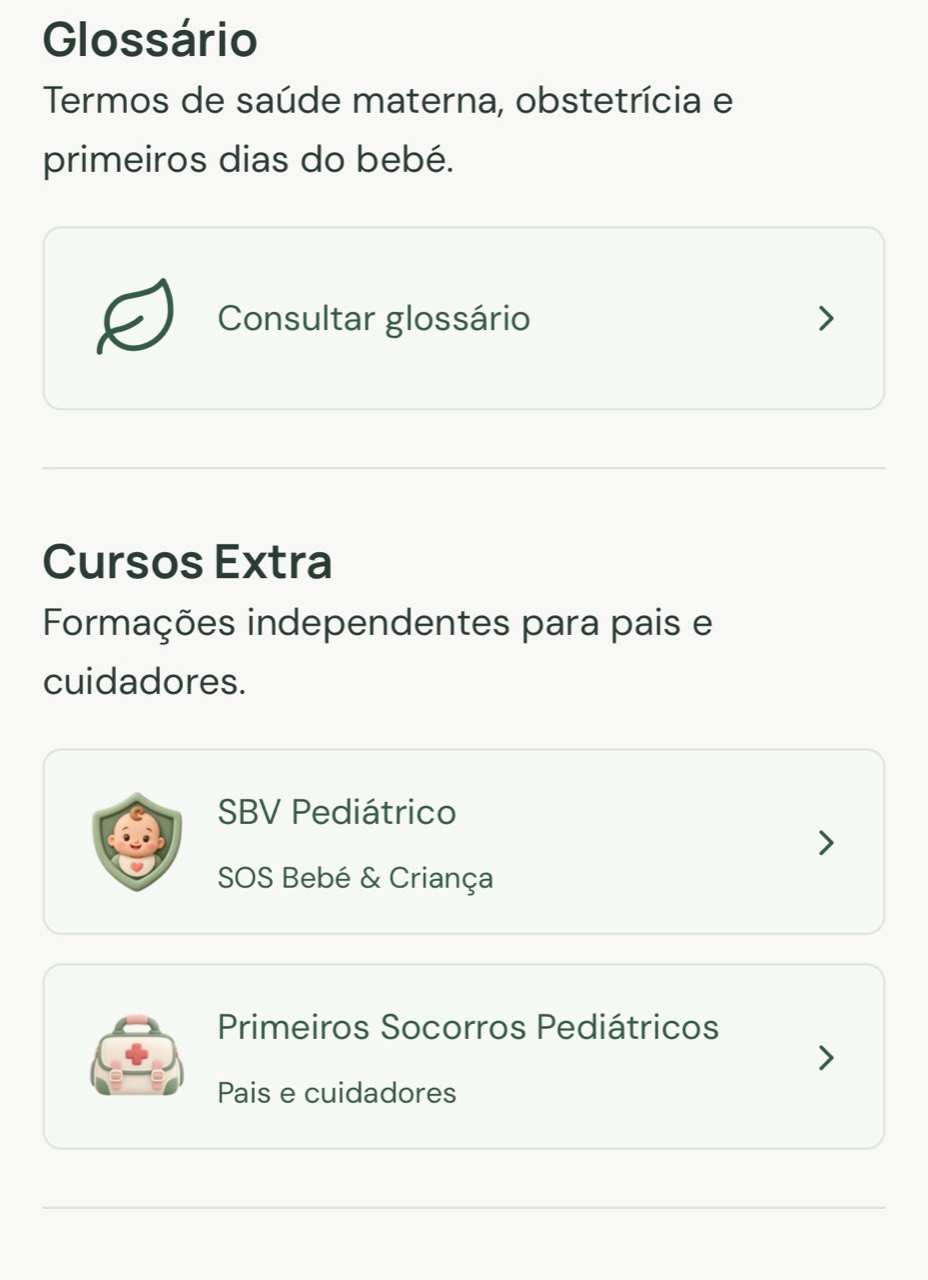 Glossário
Termos de saúde materna, obstetrícia e
primeiros dias do bebé.
Consultar glossário
Cursos Extra
Formações independentes para pais e
cuidadores.
SBV Pediátrico
SOS Bebé & Criança
Primeiros Socorros Pediátricos
Pais e cuidadores